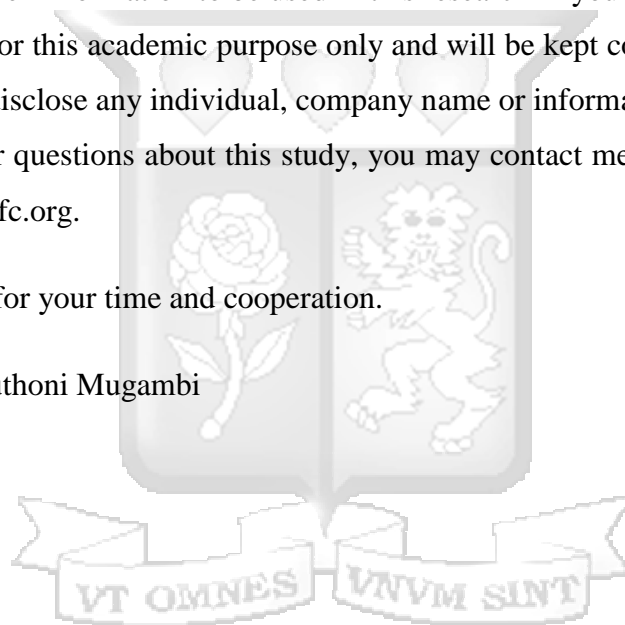 or this academic purpose only and will be kept co
isclose any individual, company name or informa
r questions about this study, you may contact me
fc.org.
for your time and cooperation.
uthoni Mugambi
VT OMNES VNVM SINT